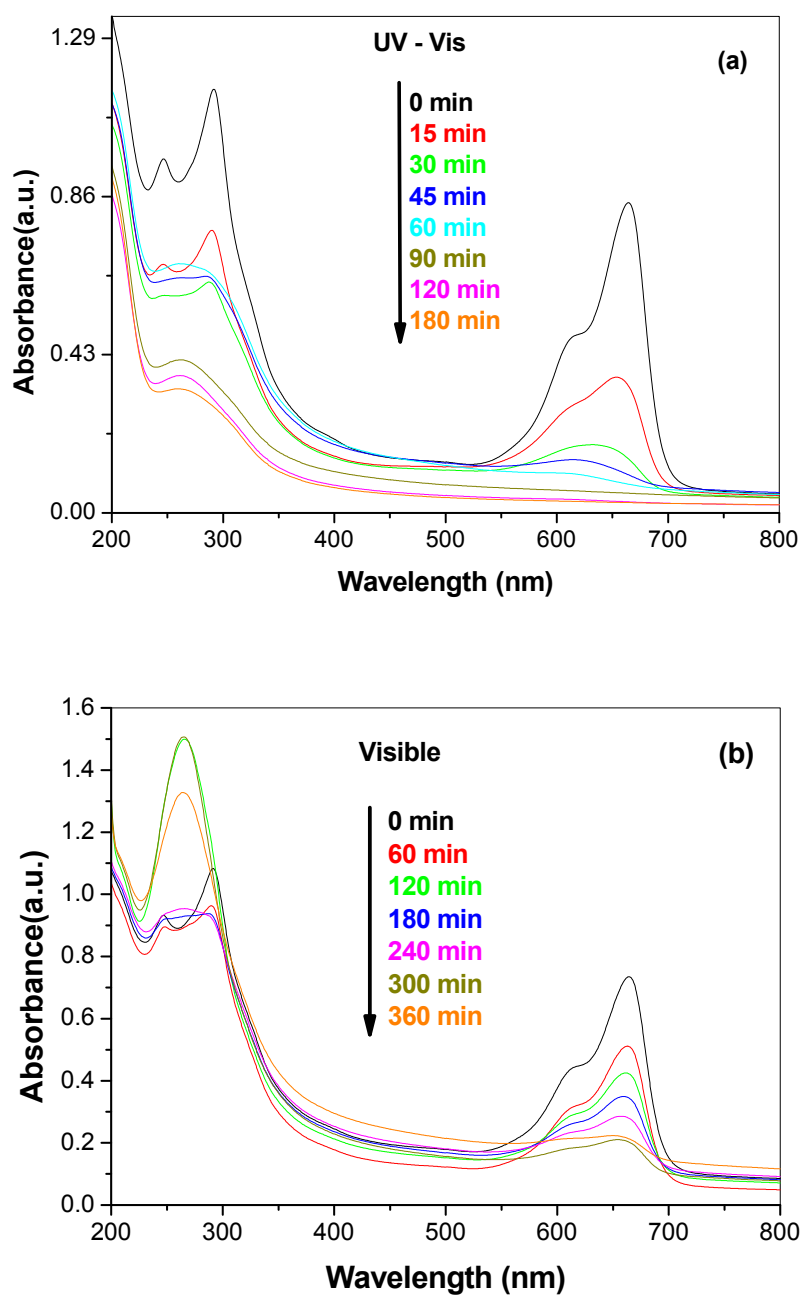 UV - Vis
(a)
0 min
15 min
30 min
45 min
60 min
90 min
120 min
180 min
Absorbance(a.u.)
1.29
0.86
0.43
0.00
200 300 400 500 600 700 800
Wavelength (nm)
Visible
(b)
0 min
60 min
120 min
180 min
240 min
300 min
360 min
Absorbance(a.u.)
1.6
1.4
1.2
1.0
0.8
0.6
0.4
0.2
0.0
200 300 400 500 600 700 800
Wavelength (nm)